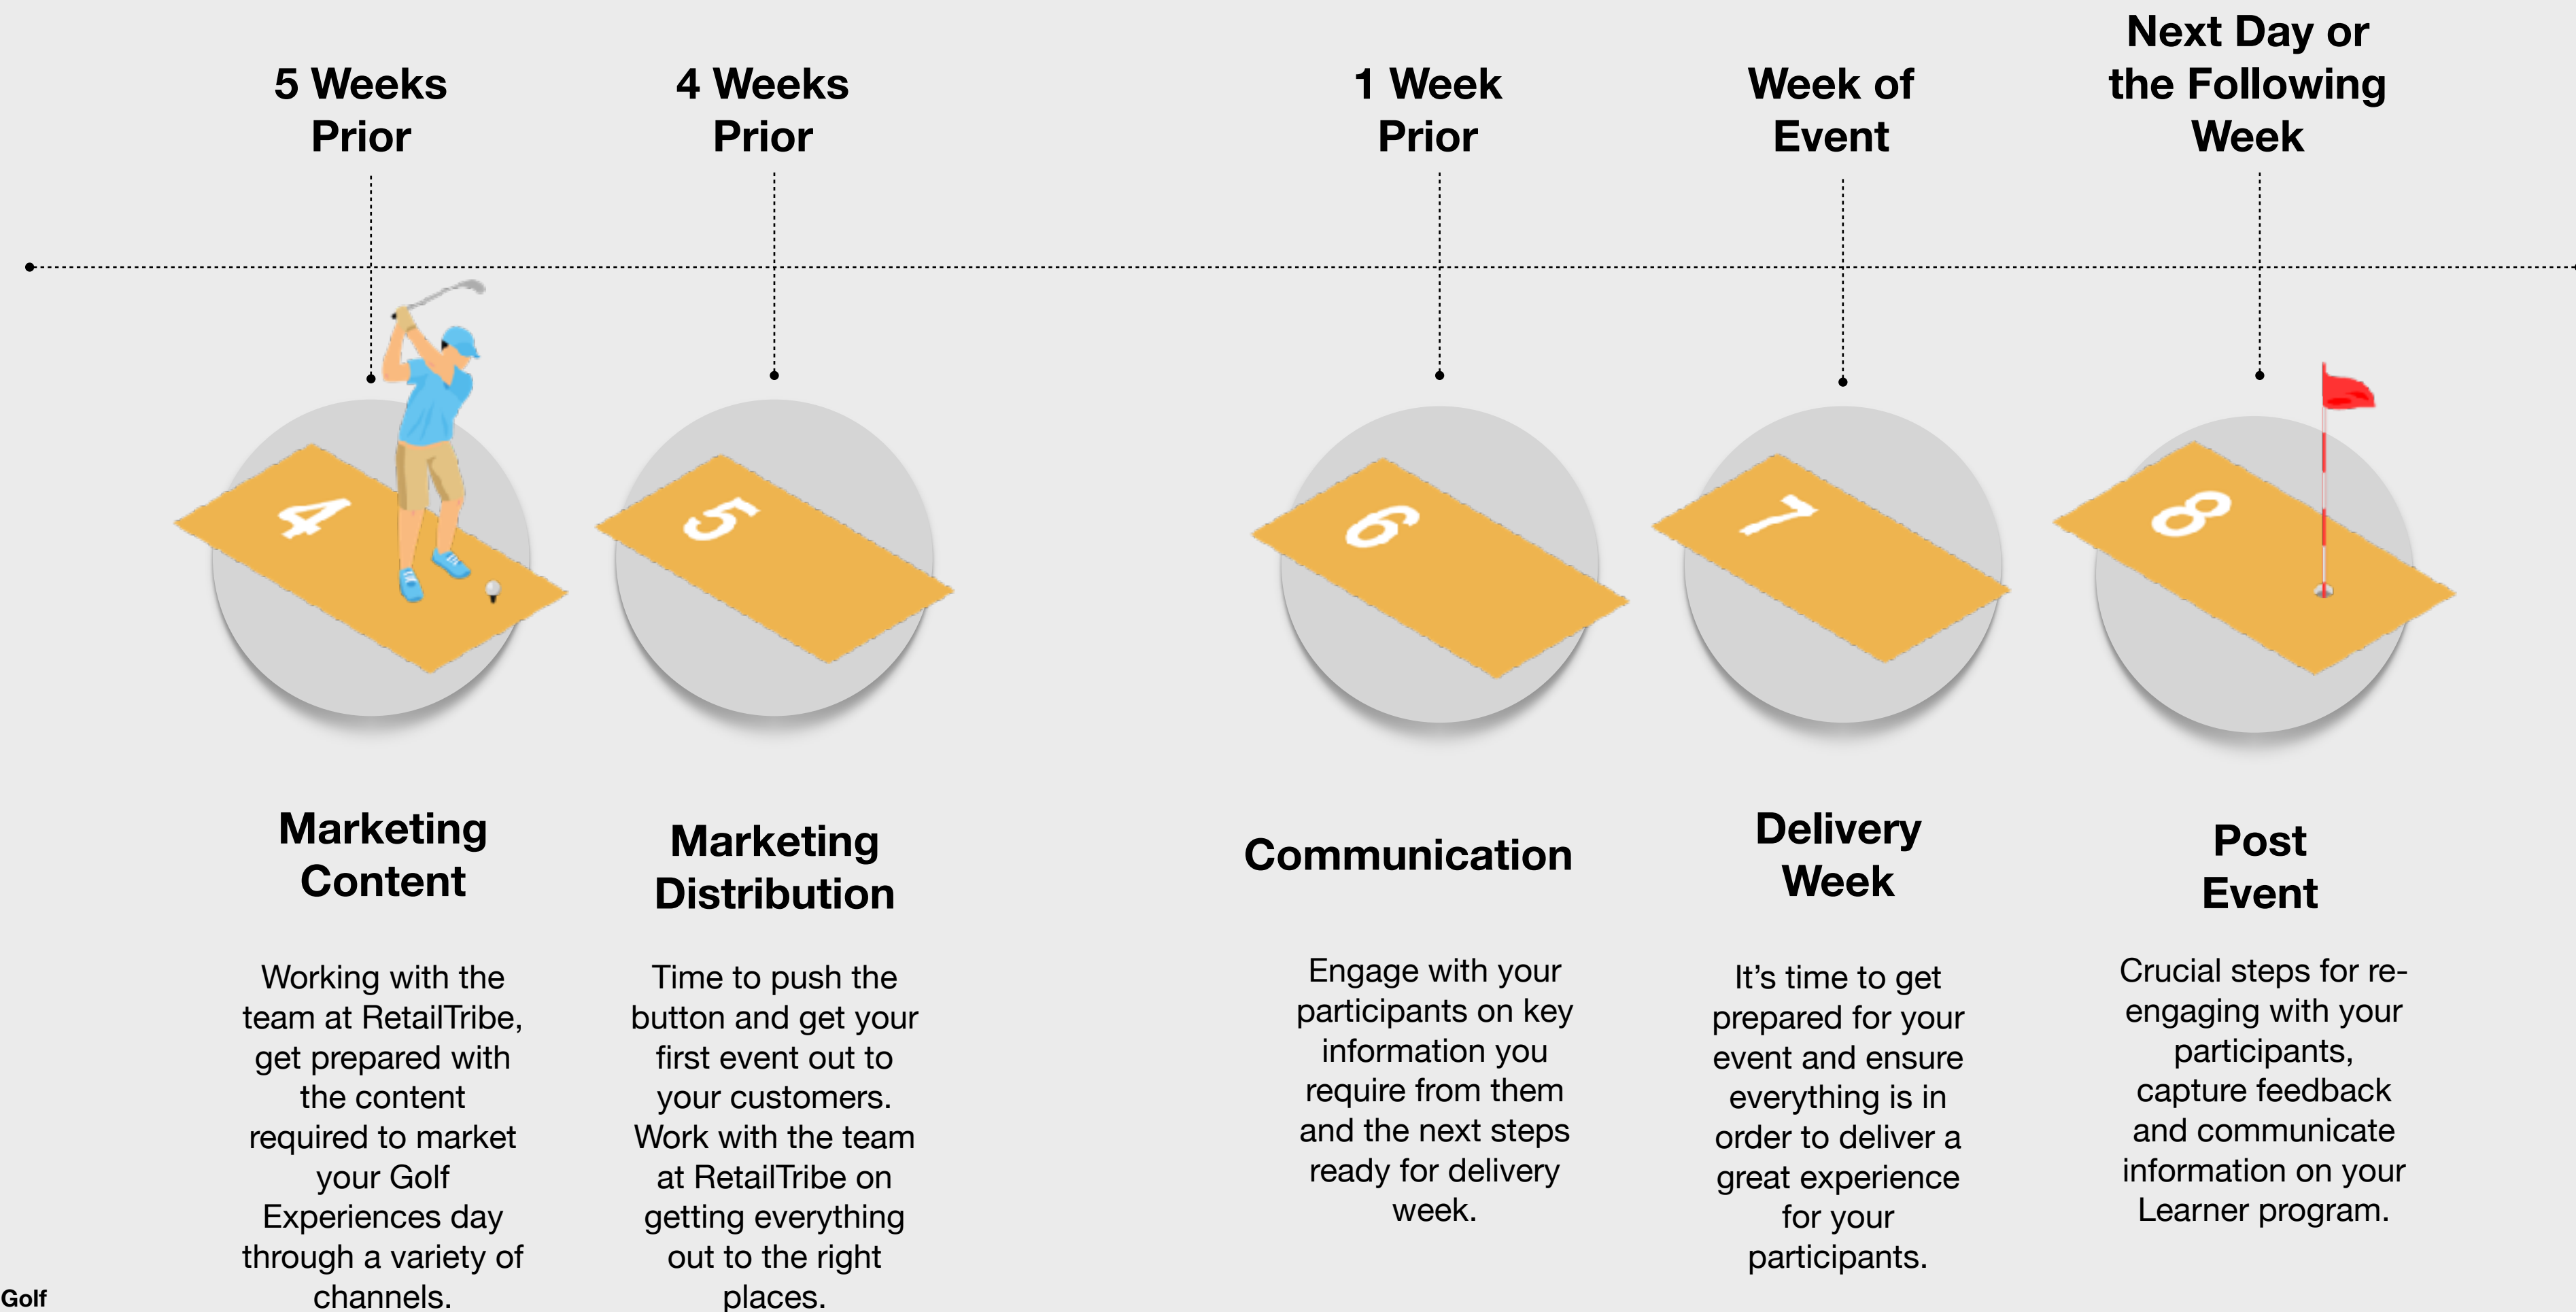 5 Weeks
Prior
4 Weeks
Prior
1 Week
Prior
Week of
Event
Next Day or
the Following
Week
4
5
6
7
8
Marketing
Content
Working with the
team at RetailTribe,
get prepared with
the content
required to market
your Golf
Experiences day
through a variety of
channels.
Marketing
Distribution
Time to push the
button and get your
first event out to
your customers.
Work with the team
at RetailTribe on
getting everything
out to the right
places.
Communication
Engage with your
participants on key
information you
require from them
and the next steps
ready for delivery
week.
Delivery
Week
It’s time to get
prepared for your
event and ensure
everything is in
order to deliver a
great experience
for your
participants.
Post
Event
Crucial steps for re-
engaging with your
participants,
capture feedback
and communicate
information on your
Learner program.
Golf